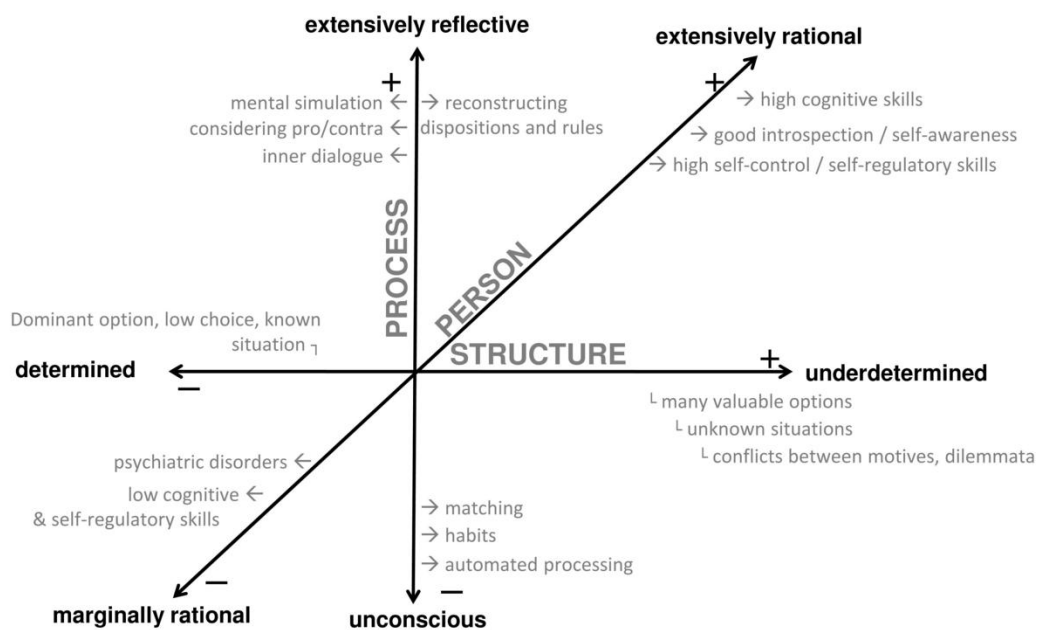 extensively reflective
extensively rational
+
+
mental simulation ← → reconstructing
→ high cognitive skills
considering pro/contra ← dispositions and rules
→ good introspection / self-awareness
inner dialogue ←
→ high self-control / self-regulatory skills
PROCESS
PERSON
Dominant option, low choice, known
situation ┐
STRUCTURE
+
determined
−
underdetermined
└ many valuable options
└ unknown situations
└ conflicts between motives, dilemmata
psychiatric disorders ←
low cognitive ←
& self-regulatory skills
→ matching
→ habits
→ automated processing
−
−
marginally rational
unconscious